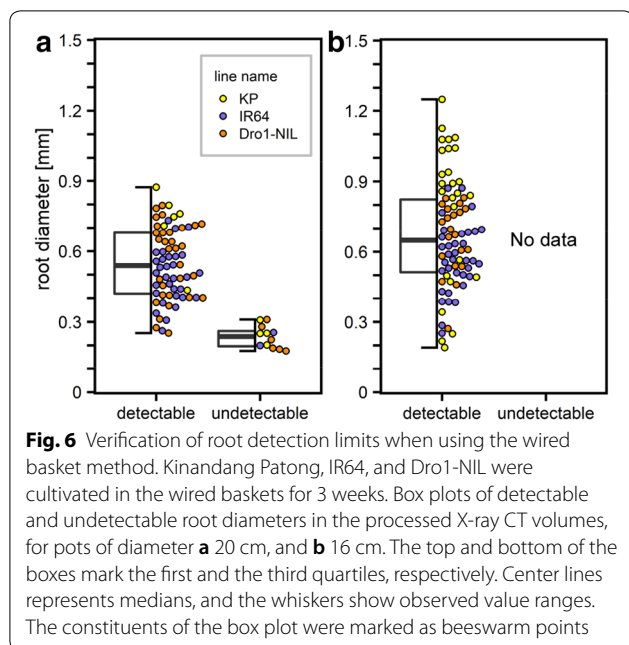 a
b
1.5
1.2
0.9
0.6
0.3
0
root diameter [mm]
line name
KP
IR64
Dro1-NIL
detectable
undetectable
1.5
1.2
0.9
0.6
0.3
0
No data
detectable
undetectable
Fig. 6 Verification of root detection limits when using the wired
basket method. Kinandang Patong, IR64, and Dro1-NIL were
cultivated in the wired baskets for 3 weeks. Box plots of detectable
and undetectable root diameters in the processed X-ray CT volumes,
for pots of diameter a 20 cm, and b 16 cm. The top and bottom of the
boxes mark the first and the third quartiles, respectively. Center lines
represents medians, and the whiskers show observed value ranges.
The constituents of the box plot were marked as beeswarm points